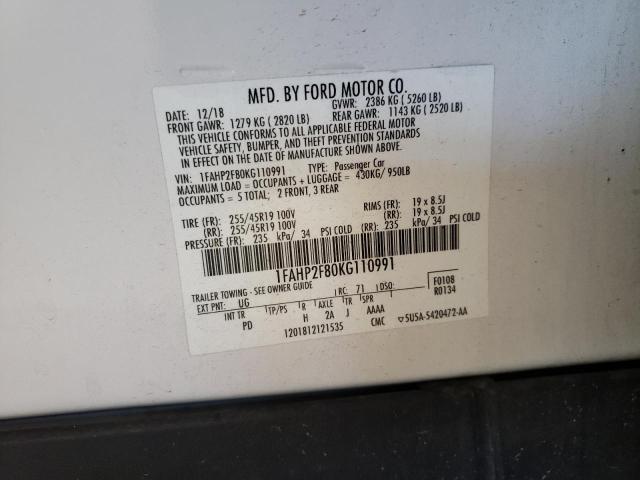 MFD. BY FORD MOTOR CO.
DATE: 12/18 GVWR: 2386 KG ( 5260 LB)
FRONT GAWR: 1279 KG ( 2820 LB) REAR GAWR: 1143 KG ( 2520 LB)
THIS VEHICLE CONFORMS TO ALL APPLICABLE FEDERAL MOTOR
VEHICLE SAFETY, BUMPER, AND THEFT PREVENTION STANDARDS
IN EFFECT ON THE DATE OF MANUFACTURE SHOWN ABOVE.
VIN: 1FAHP2F80KG110991 TYPE: Passenger Car
MAXIMUM LOAD = OCCUPANTS + LUGGAGE = 430KG/ 950LB
OCCUPANTS = 5 TOTAL; 2 FRONT, 3 REAR
TIRE (FR): 255/45R19 100V RIMS (FR): 19 x 8.5J
(RR): 255/45R19 100V (RR): 19 x 8.5J
PRESSURE (FR): 235 kPa/ 34 PSI COLD (RR): 235 kPa/ 34 PSI COLD
1FAHP2F80KG110991
TRAILER TOWING - SEE OWNER GUIDE RC: 71 DSO: F0108
EXT PNT: UG R0134
INT TR TP/PS R AXLE TR SPR
PD H 2A J AAAA
1201812121535 CMC ▽5U5A-5420472-AA